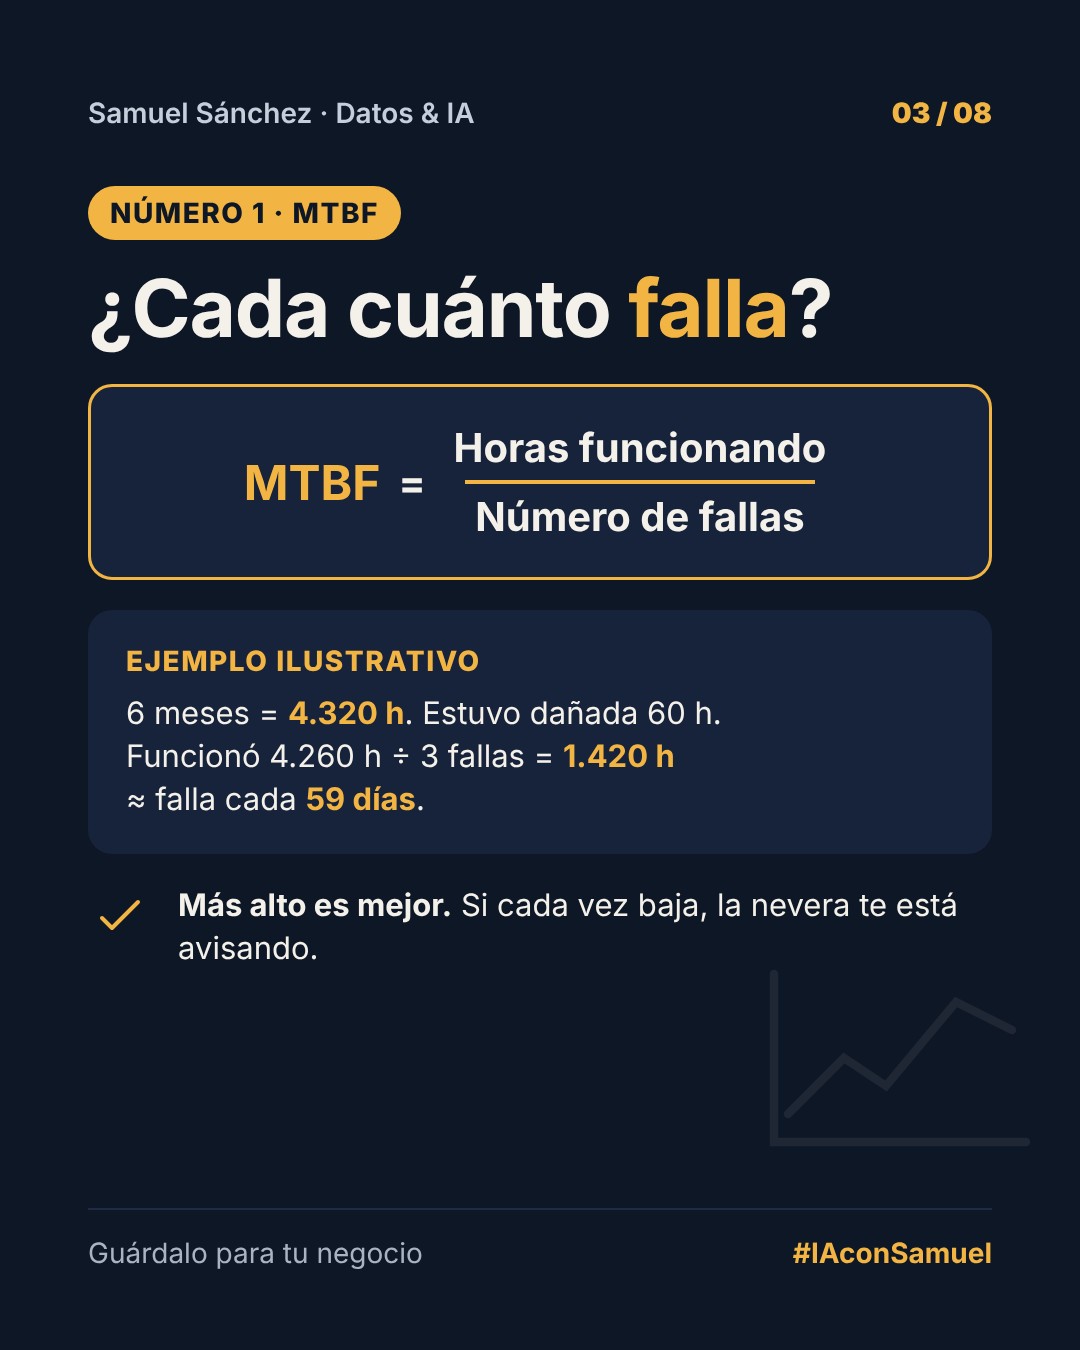 Samuel Sánchez · Datos & IA
03 / 08
NÚMERO 1 · MTBF
¿Cada cuánto falla?
MTBF =
Horas funcionando
Número de fallas
EJEMPLO ILUSTRATIVO
6 meses = 4.320 h. Estuvo dañada 60 h.
Funcionó 4.260 h ÷ 3 fallas = 1.420 h
≈ falla cada 59 días.
Más alto es mejor. Si cada vez baja, la nevera te está
avisando.
Guárdalo para tu negocio
#IAconSamuel